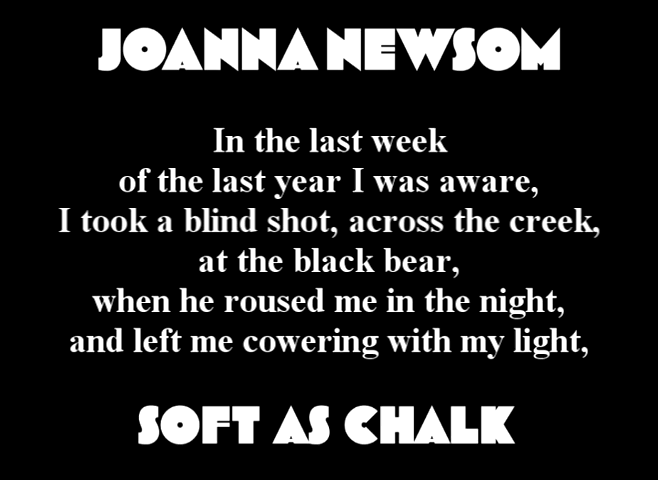 JOANNA NEWSOM
In the last week
of the last year I was aware,
I took a blind shot, across the creek,
at the black bear,
when he roused me in the night,
and left me cowering with my light,
SOFT AS CHALK